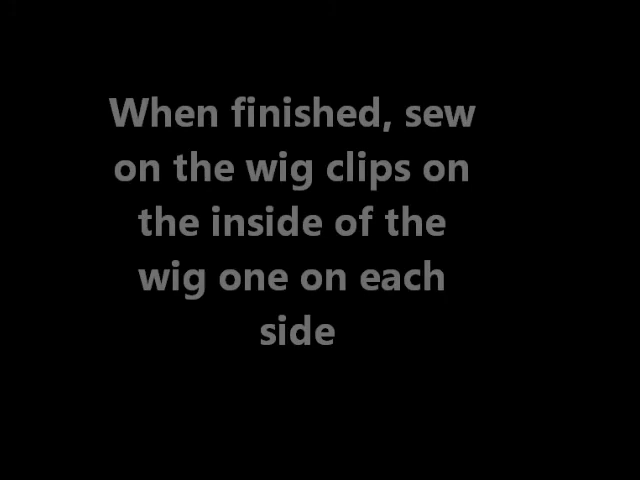 When finished, sew
on the wig clips on
the inside of the
wig one on each
side